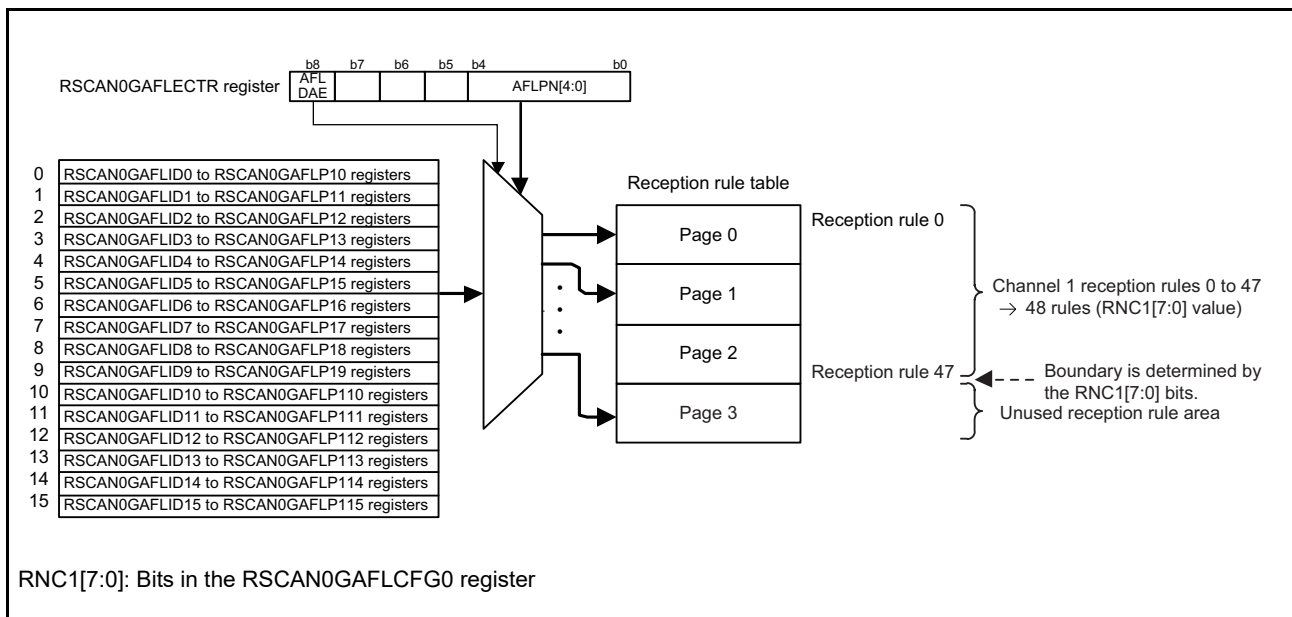 b8 b7 b6 b5 b4 b0
RSCAN0GAFLECTR register
AFL
DAE
AFLPN[4:0]
0 RSCAN0GAFLID0 to RSCAN0GAFLP10 registers
1 RSCAN0GAFLID1 to RSCAN0GAFLP11 registers
2 RSCAN0GAFLID2 to RSCAN0GAFLP12 registers
3 RSCAN0GAFLID3 to RSCAN0GAFLP13 registers
4 RSCAN0GAFLID4 to RSCAN0GAFLP14 registers
5 RSCAN0GAFLID5 to RSCAN0GAFLP15 registers
6 RSCAN0GAFLID6 to RSCAN0GAFLP16 registers
7 RSCAN0GAFLID7 to RSCAN0GAFLP17 registers
8 RSCAN0GAFLID8 to RSCAN0GAFLP18 registers
9 RSCAN0GAFLID9 to RSCAN0GAFLP19 registers
10 RSCAN0GAFLID10 to RSCAN0GAFLP110 registers
11 RSCAN0GAFLID11 to RSCAN0GAFLP111 registers
12 RSCAN0GAFLID12 to RSCAN0GAFLP112 registers
13 RSCAN0GAFLID13 to RSCAN0GAFLP113 registers
14 RSCAN0GAFLID14 to RSCAN0GAFLP114 registers
15 RSCAN0GAFLID15 to RSCAN0GAFLP115 registers
Reception rule table
Page 0
Page 1
Page 2
Page 3
Reception rule 0
Reception rule 47
Channel 1 reception rules 0 to 47
→ 48 rules (RNC1[7:0] value)
Boundary is determined by
the RNC1[7:0] bits.
Unused reception rule area
RNC1[7:0]: Bits in the RSCAN0GAFLCFG0 register